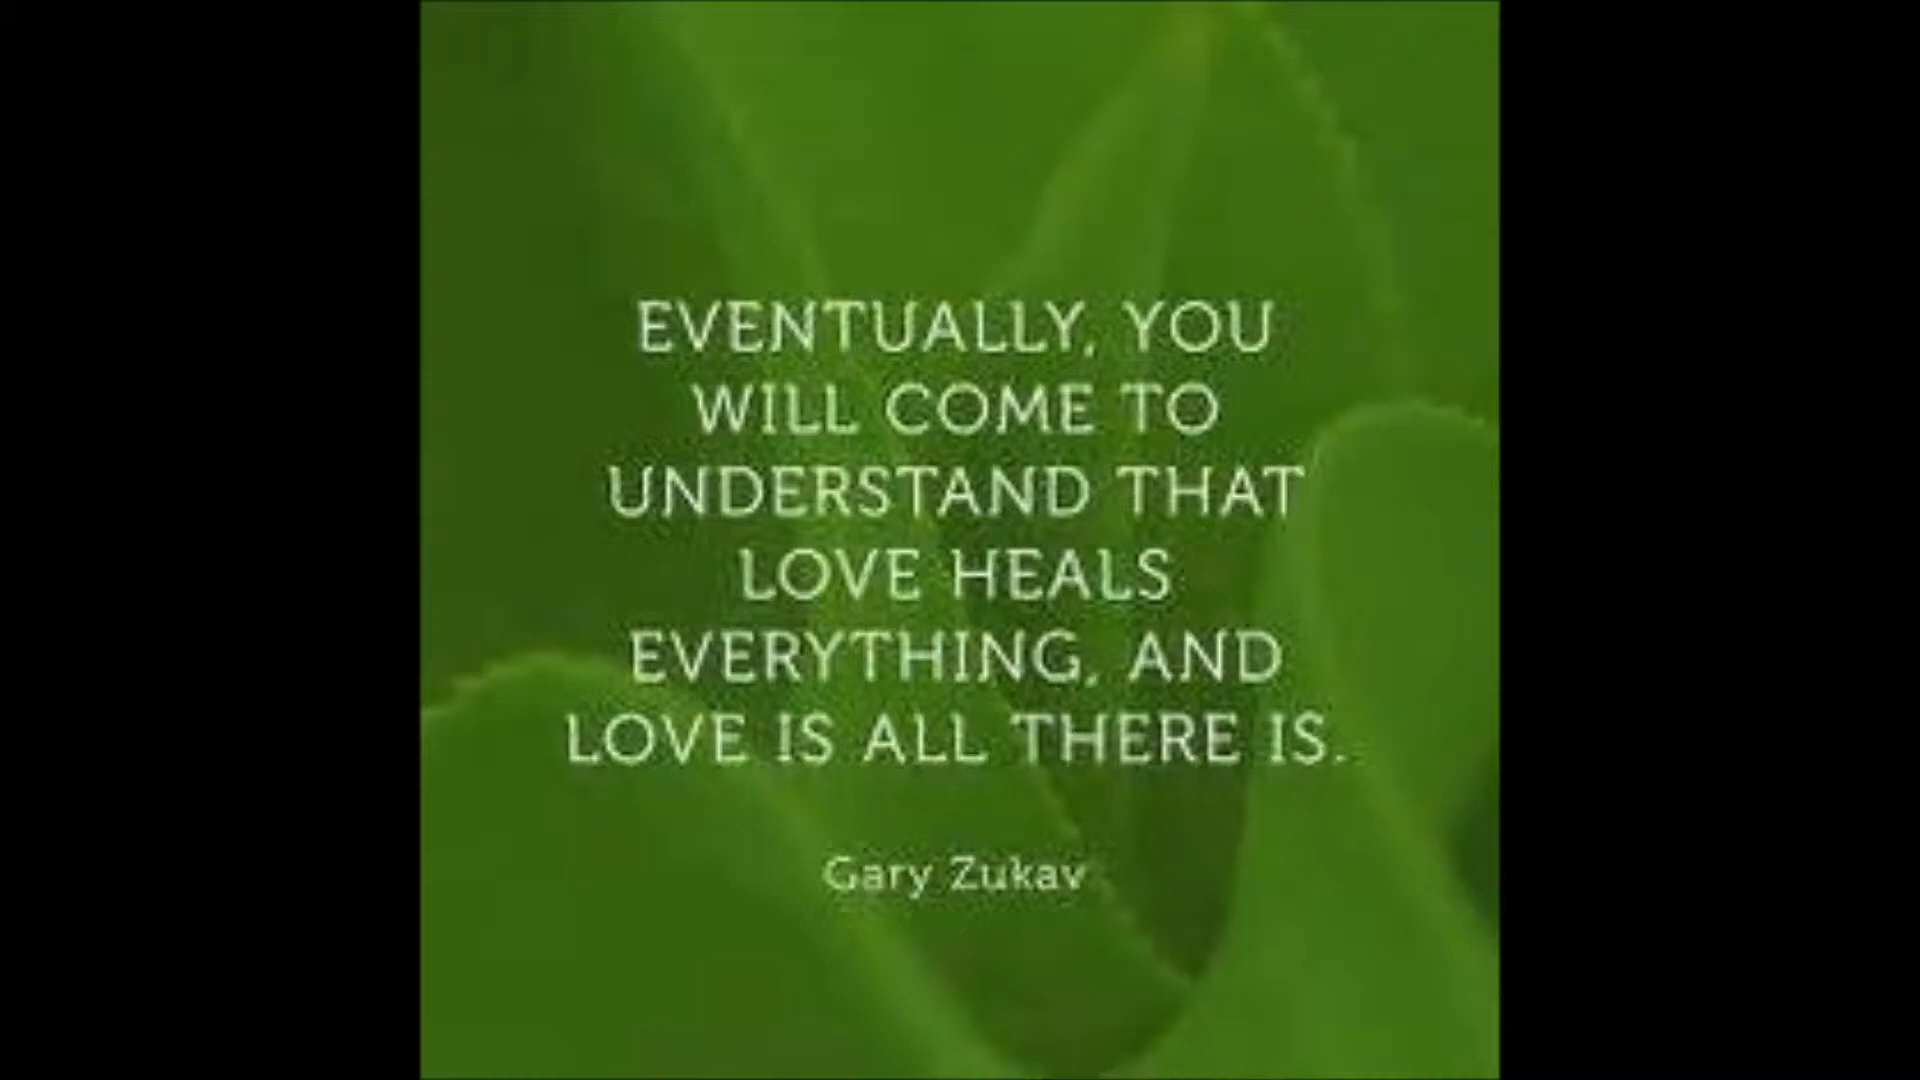 EVENTUALLY, YOU
WILL COME TO
UNDERSTAND THAT
LOVE HEALS
EVERYTHING, AND
LOVE IS ALL THERE IS.
Gary Zukav